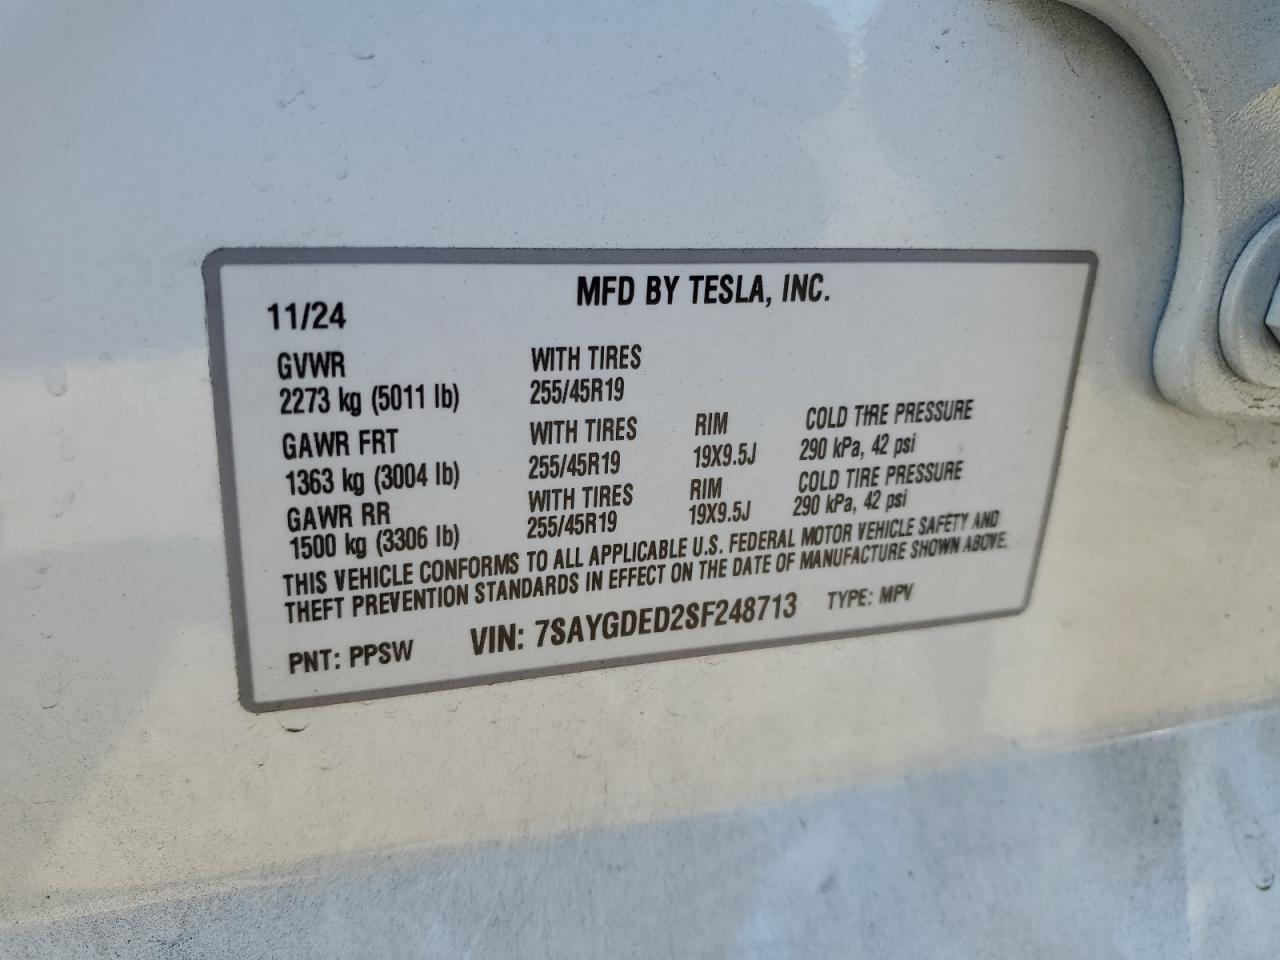 MFD BY TESLA, INC.
11/24
GVWR WITH TIRES
2273 kg (5011 lb) 255/45R19
GAWR FRT WITH TIRES RIM COLD TIRE PRESSURE
1363 kg (3004 lb) 255/45R19 19X9.5J 290 kPa, 42 psi
GAWR RR WITH TIRES RIM COLD TIRE PRESSURE
1500 kg (3306 lb) 255/45R19 19X9.5J 290 kPa, 42 psi
THIS VEHICLE CONFORMS TO ALL APPLICABLE U.S. FEDERAL MOTOR VEHICLE SAFETY AND
THEFT PREVENTION STANDARDS IN EFFECT ON THE DATE OF MANUFACTURE SHOWN ABOVE.
PNT: PPSW VIN: 7SAYGDED2SF248713 TYPE: MPV